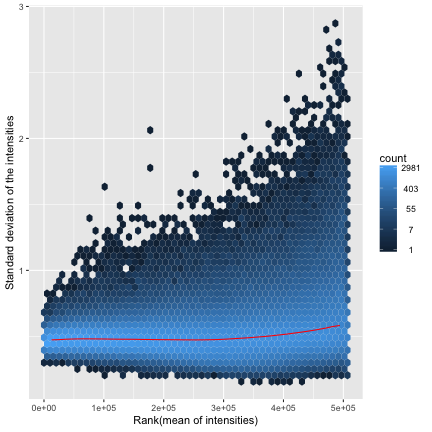 3
2
1
Standard deviation of the intensities
0e+00 1e+05 2e+05 3e+05 4e+05 5e+05
Rank(mean of intensities)
count
2981
403
55
7
1